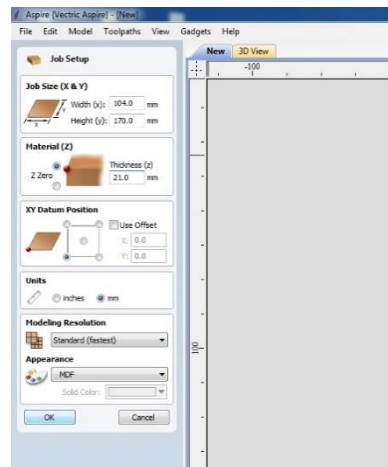 Aspire (Vectric Aspire) - [New]
File Edit Model Toolpaths View Gadgets Help
New 3D View
Job Setup
-100
Job Size (X & Y)
Width (x): 104.0 mm
Height (y): 170.0 mm
Material (Z)
Thickness (z)
Z Zero 21.0 mm
XY Datum Position
Use Offset
X: 0.0
Y: 0.0
Units
inches mm
Modeling Resolution
Standard (fastest)
100
Appearance
MDF
Solid Color:
OK Cancel